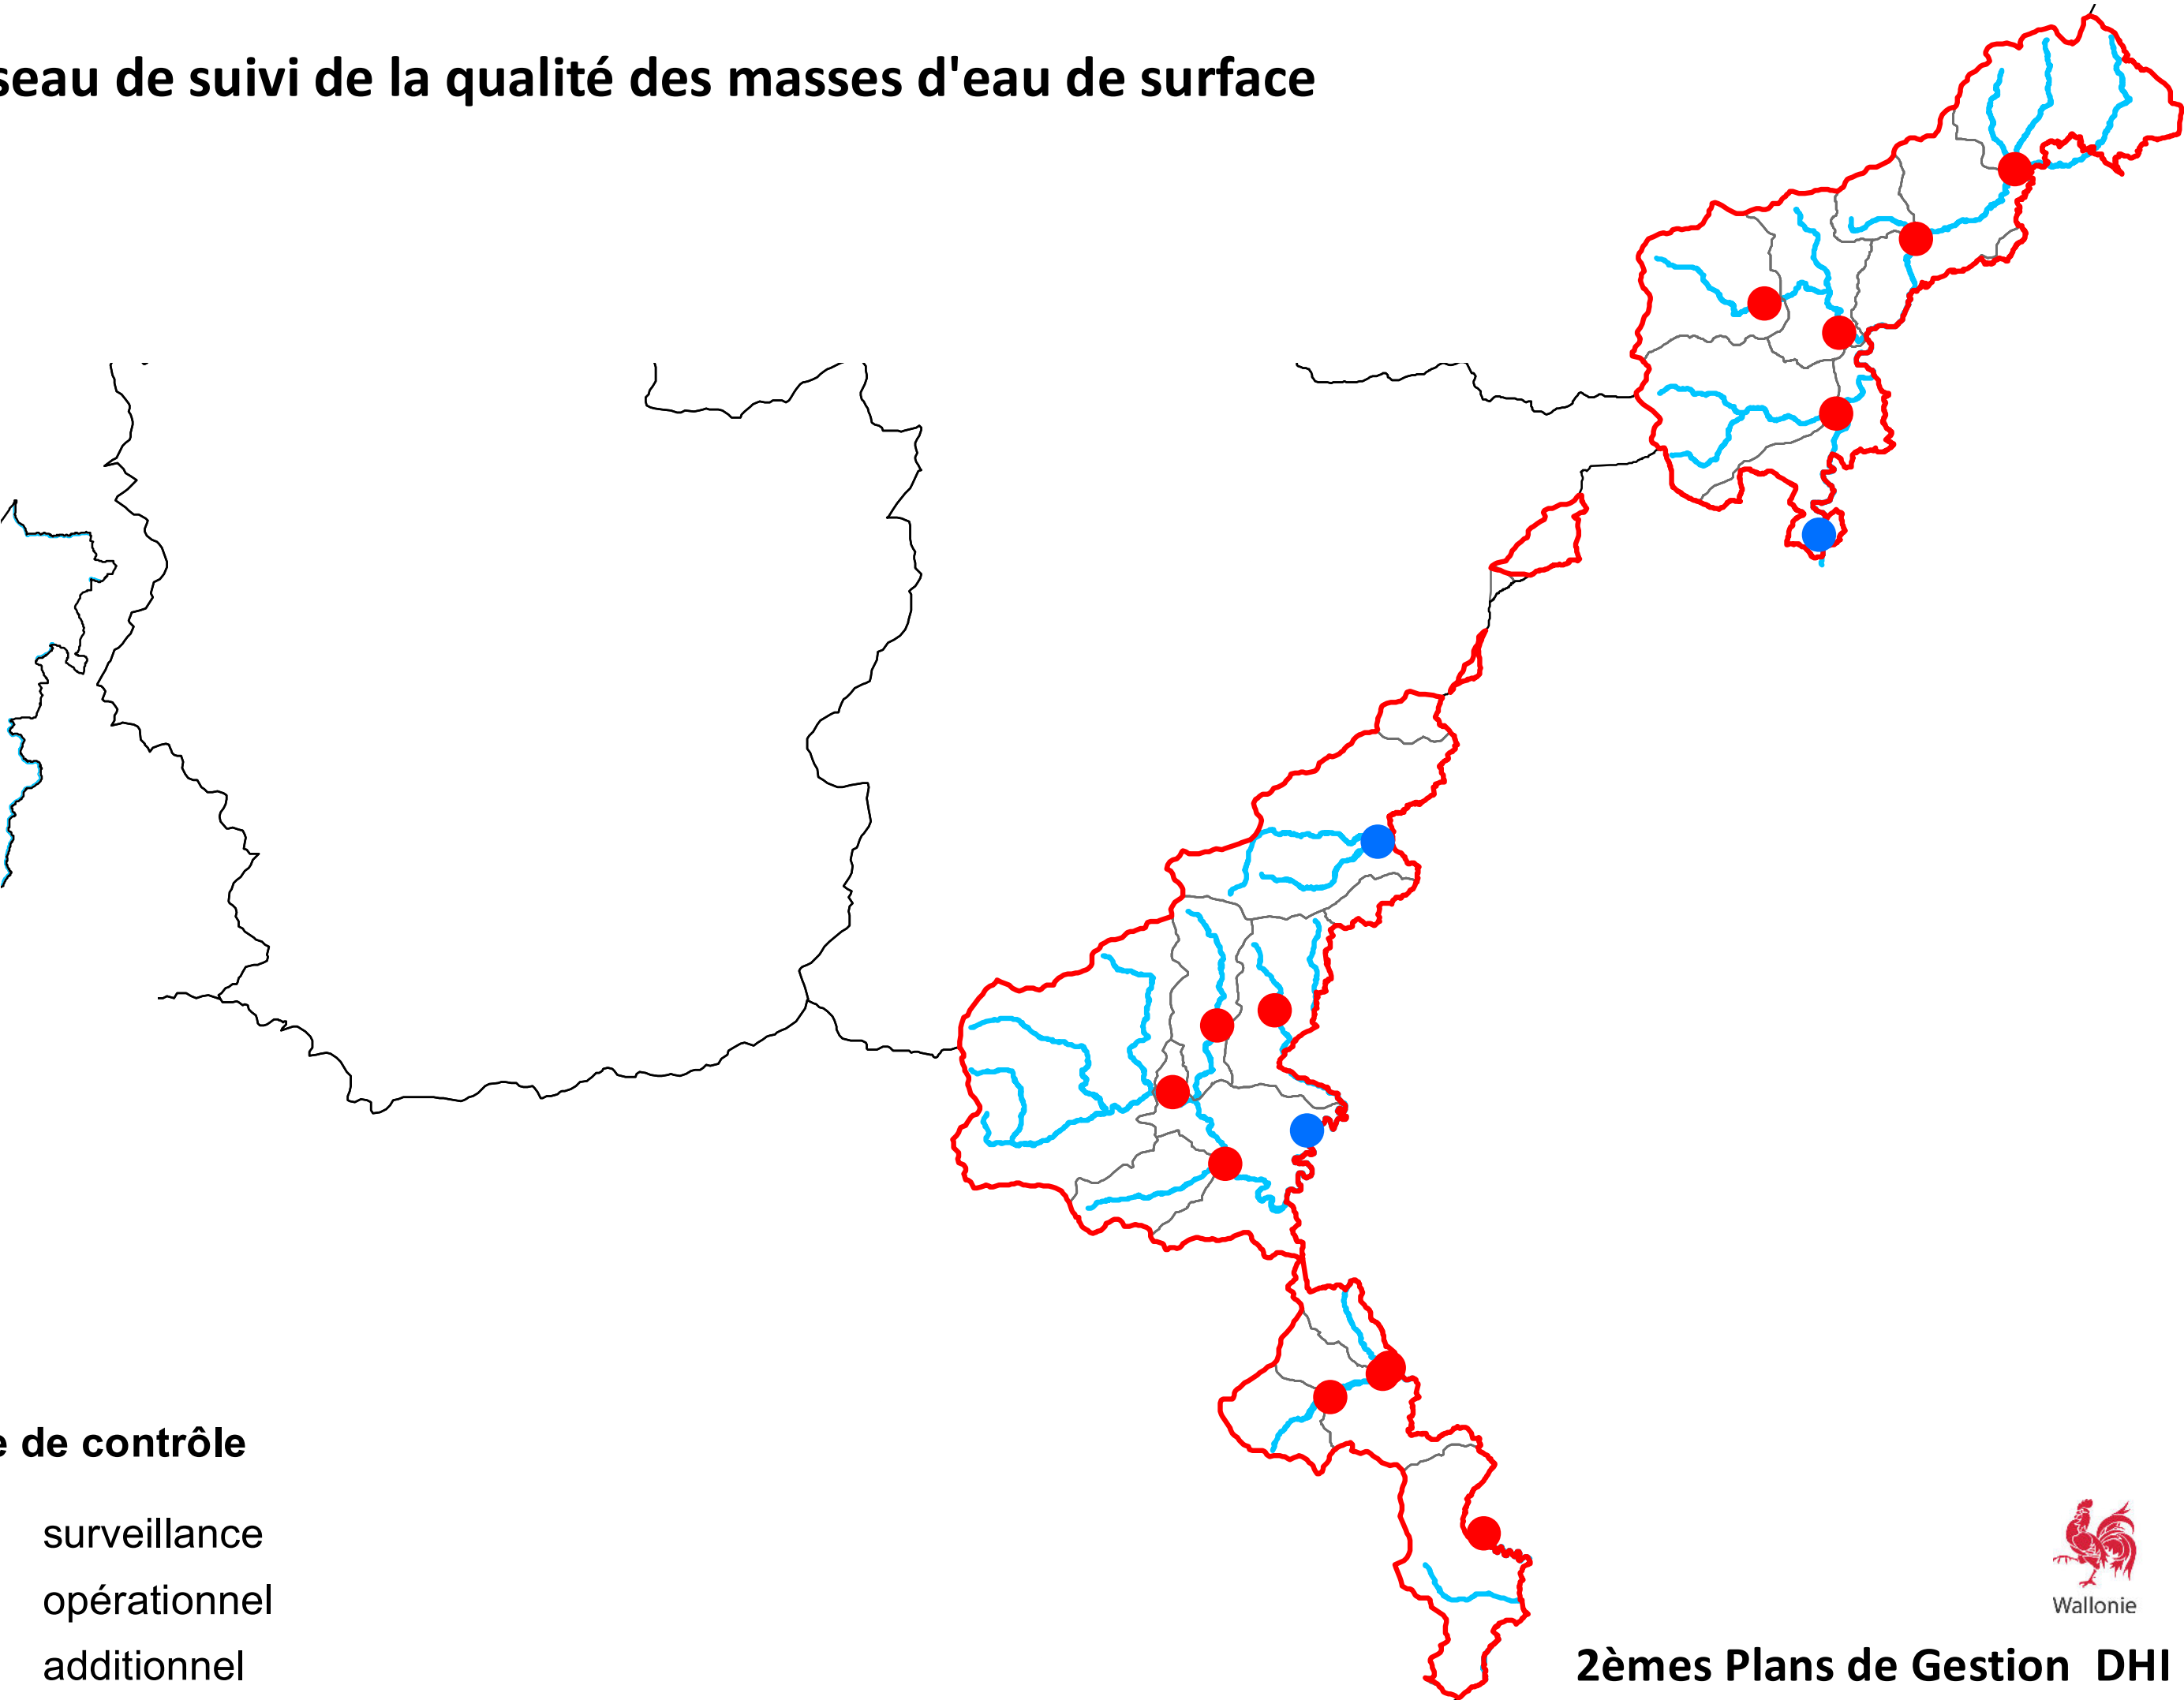 seau de suivi de la qualité des masses d'eau de surface
e de contrôle
surveillance
opérationnel
additionnel
Wallonie
2èmes Plans de Gestion DHI